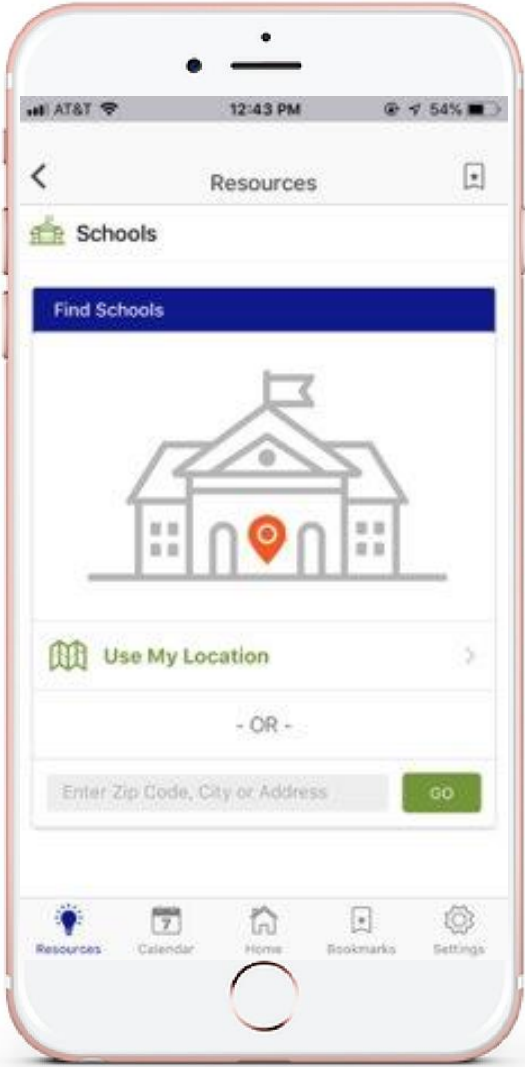 AT&T 12:43 PM 54%
Resources
Schools
Find Schools
Use My Location
- OR -
Enter Zip Code, City or Address GO
7
Resources Calendar Home Bookmarks Settings